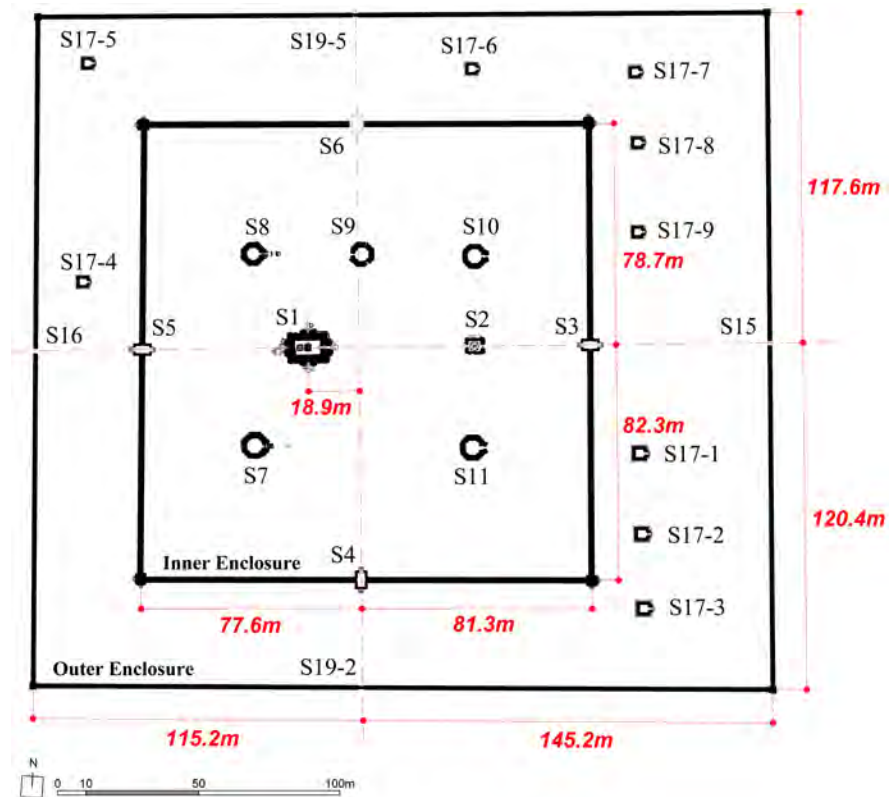 S17-5
S19-5
S17-6
S17-7
S6
S17-8
117.6m
S8
S9
S10
S17-9
78.7m
S17-4
S16
S5
S1
S2
S3
S15
18.9m
82.3m
S7
S11
S17-1
120.4m
S17-2
S4
Inner Enclosure
77.6m
81.3m
S17-3
Outer Enclosure
S19-2
115.2m
145.2m
N
0 10 50 100m